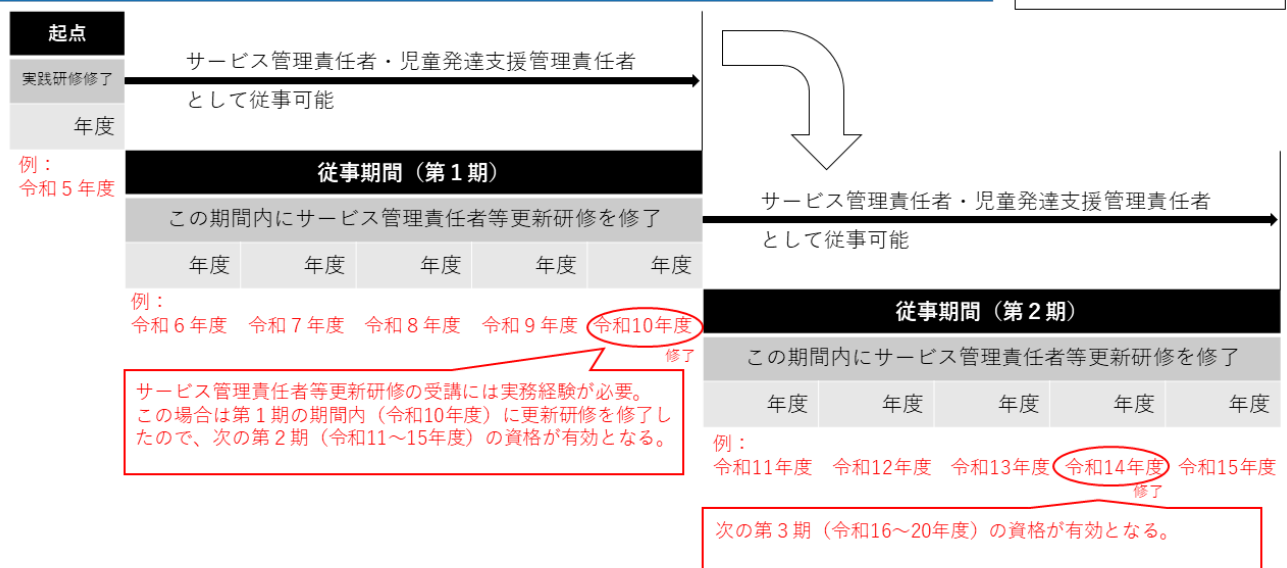 起点
実践研修修了
年度
例：
令和５年度
サービス管理責任者・児童発達支援管理責任者
として従事可能
従事期間（第１期）
この期間内にサービス管理責任者等更新研修を修了
年度 年度 年度 年度 年度
例：
令和６年度 令和７年度 令和８年度 令和９年度 令和10年度
修了
サービス管理責任者等更新研修の受講には実務経験が必要。
この場合は第１期の期間内（令和10年度）に更新研修を修了し
たので、次の第２期（令和11～15年度）の資格が有効となる。
サービス管理責任者・児童発達支援管理責任者
として従事可能
従事期間（第２期）
この期間内にサービス管理責任者等更新研修を修了
年度 年度 年度 年度 年度
例：
令和11年度 令和12年度 令和13年度 令和14年度 令和15年度
修了
次の第３期（令和16～20年度）の資格が有効となる。